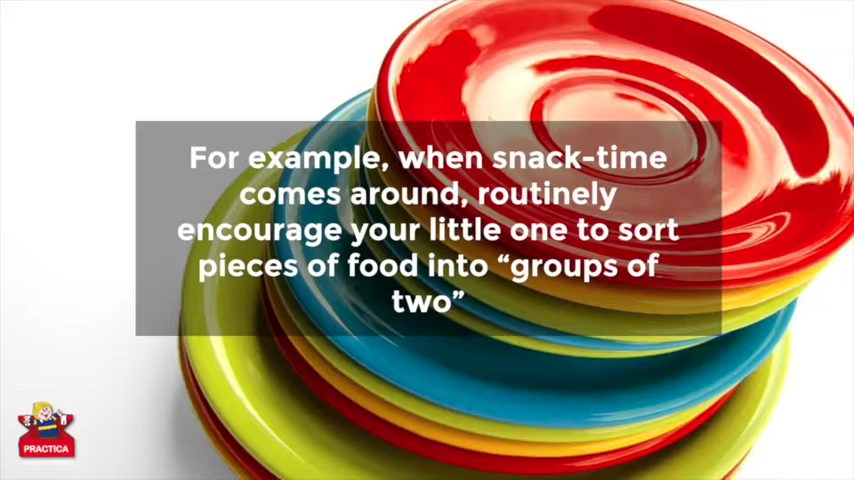 For example, when snack-time
comes around, routinely
encourage your little one to sort
pieces of food into “groups of
two”
PRACTICA